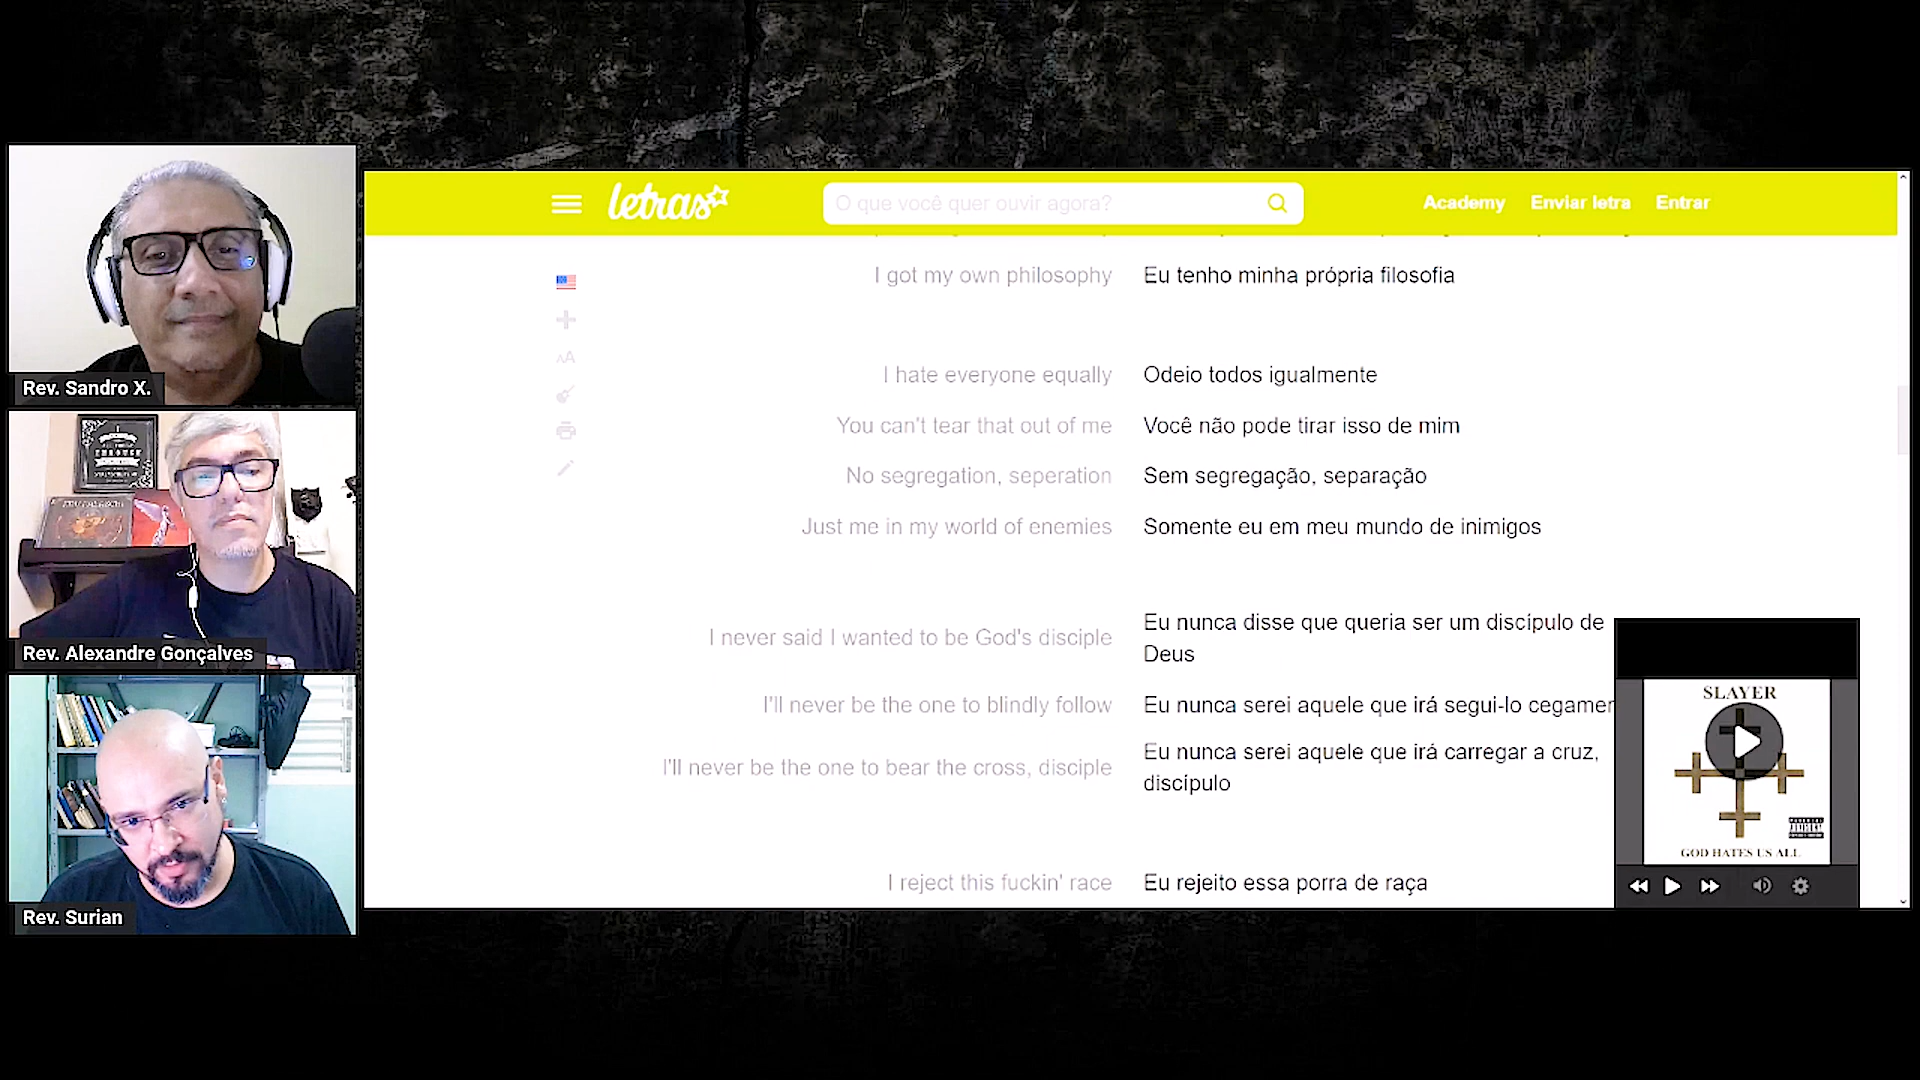 letras
O que você quer ouvir agora?
Academy
Enviar letra
Entrar
I got my own philosophy
Eu tenho minha própria filosofia
I hate everyone equally
Odeio todos igualmente
You can't tear that out of me
Você não pode tirar isso de mim
No segregation, seperation
Sem segregação, separação
Just me in my world of enemies
Somente eu em meu mundo de inimigos
I never said I wanted to be God's disciple
Eu nunca disse que queria ser um discípulo de
Deus
I'll never be the one to blindly follow
Eu nunca serei aquele que irá segui-lo cegamen
I'll never be the one to bear the cross, disciple
Eu nunca serei aquele que irá carregar a cruz,
discípulo
I reject this fuckin' race
Eu rejeito essa porra de raça
AA
SLAYER
GOD HATES US ALL
Rev. Sandro X.
Rev. Alexandre Gonçalves
Rev. Surian